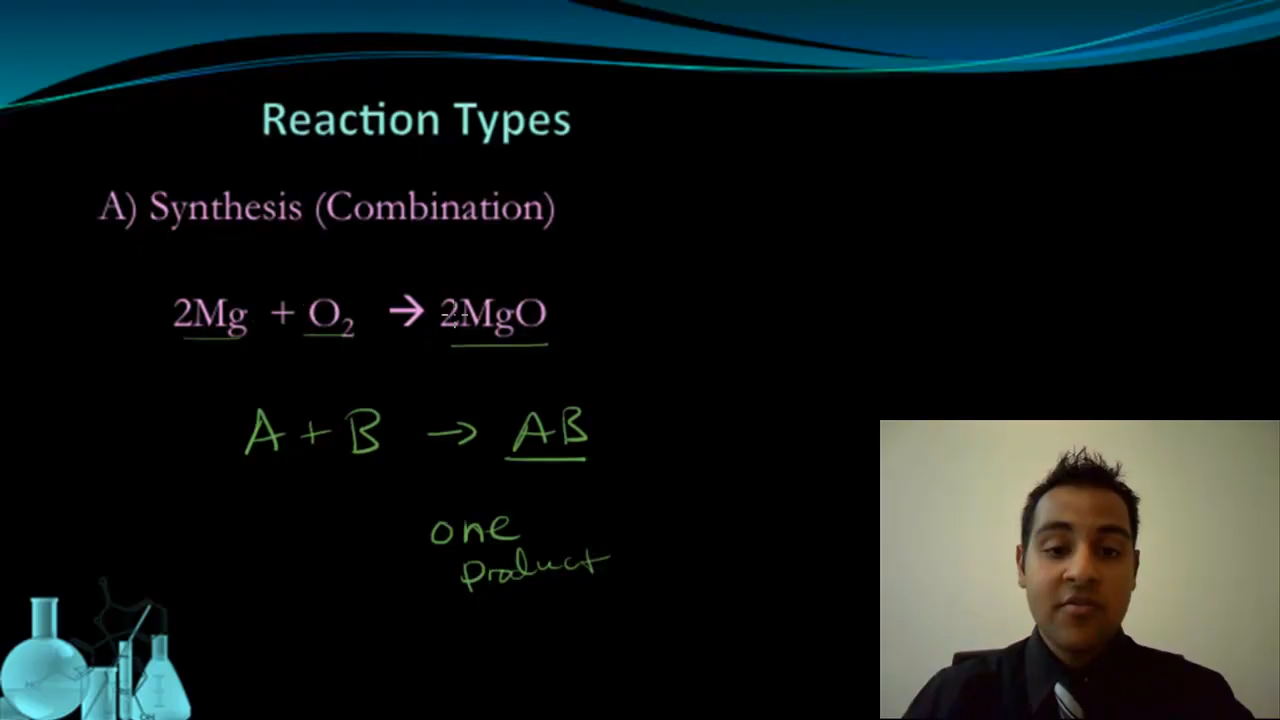 Reaction Types
A) Synthesis (Combination)
2Mg + O₂ → 2MgO
A + B → AB
one
product